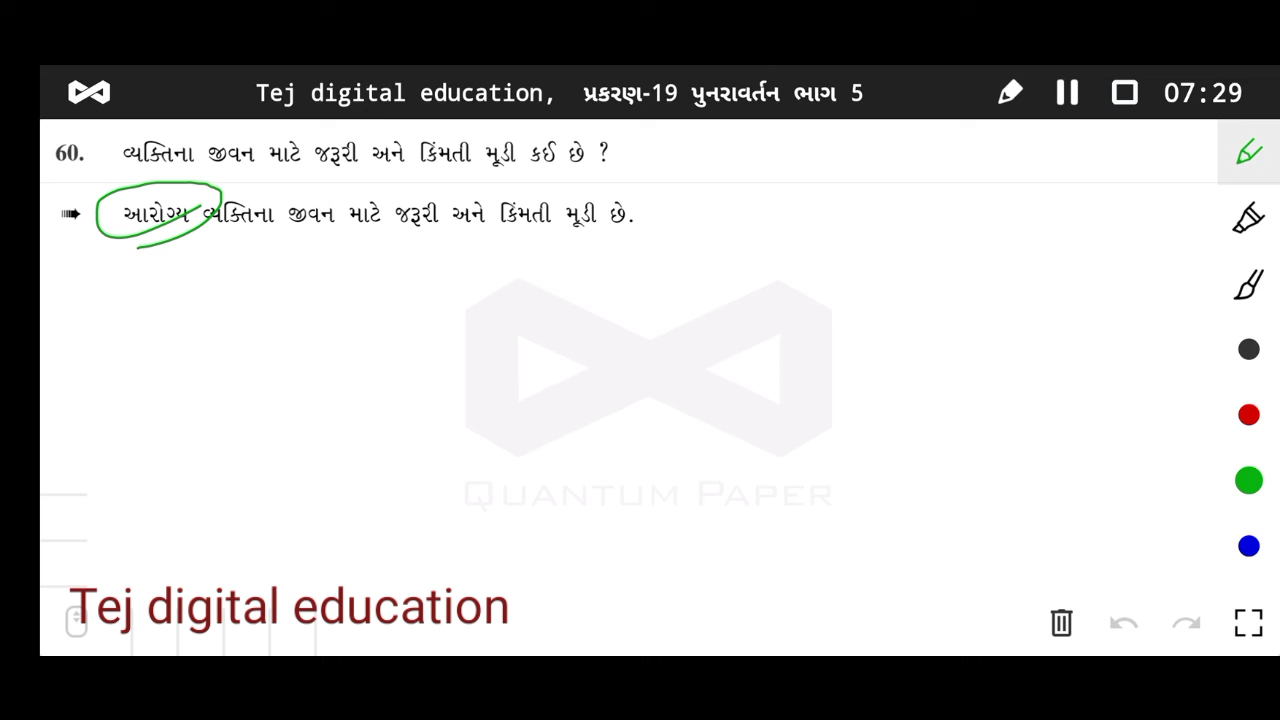 Tej digital education, પ્રકરણ-19 પુનરાવર્તન ભાગ 5 07:29
60. વ્યક્તિના જીવન માટે જરૂરી અને કિંમતી મૂડી કઈ છે ?
આરોગ્ય વ્યક્તિના જીવન માટે જરૂરી અને કિંમતી મૂડી છે.
QUANTUM PAPER
Tej digital education